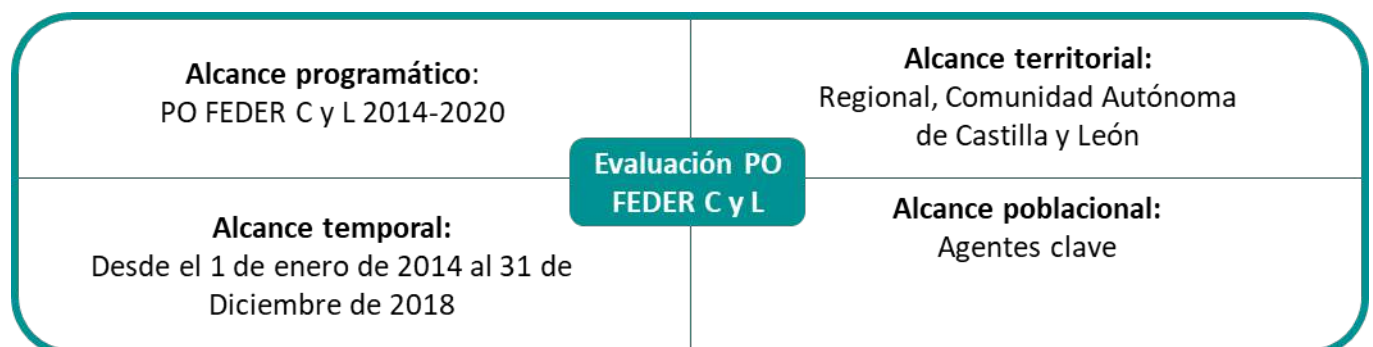 Alcance programático:
PO FEDER C y L 2014-2020
Alcance territorial:
Regional, Comunidad Autónoma
de Castilla y León
Evaluación PO
FEDER C y L
Alcance temporal:
Desde el 1 de enero de 2014 al 31 de
Diciembre de 2018
Alcance poblacional:
Agentes clave